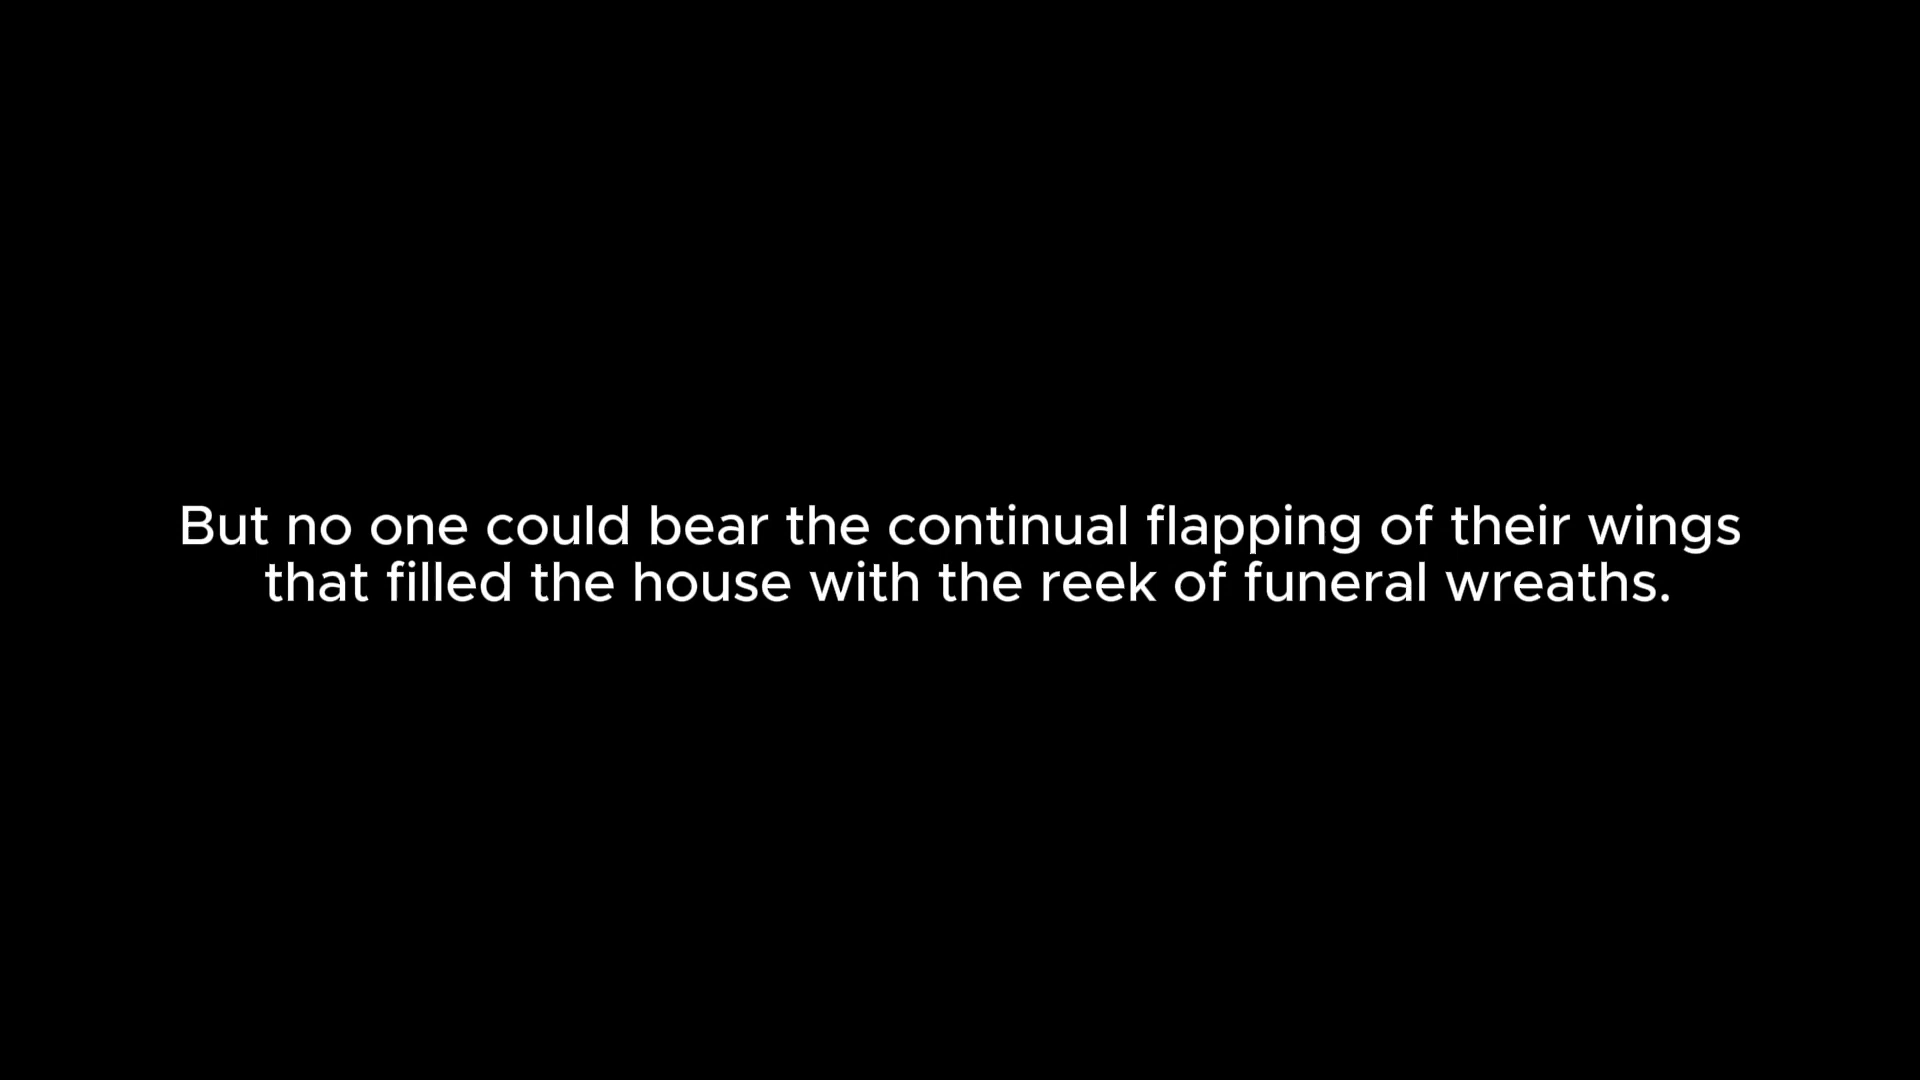 But no one could bear the continual flapping of their wings
that filled the house with the reek of funeral wreaths.